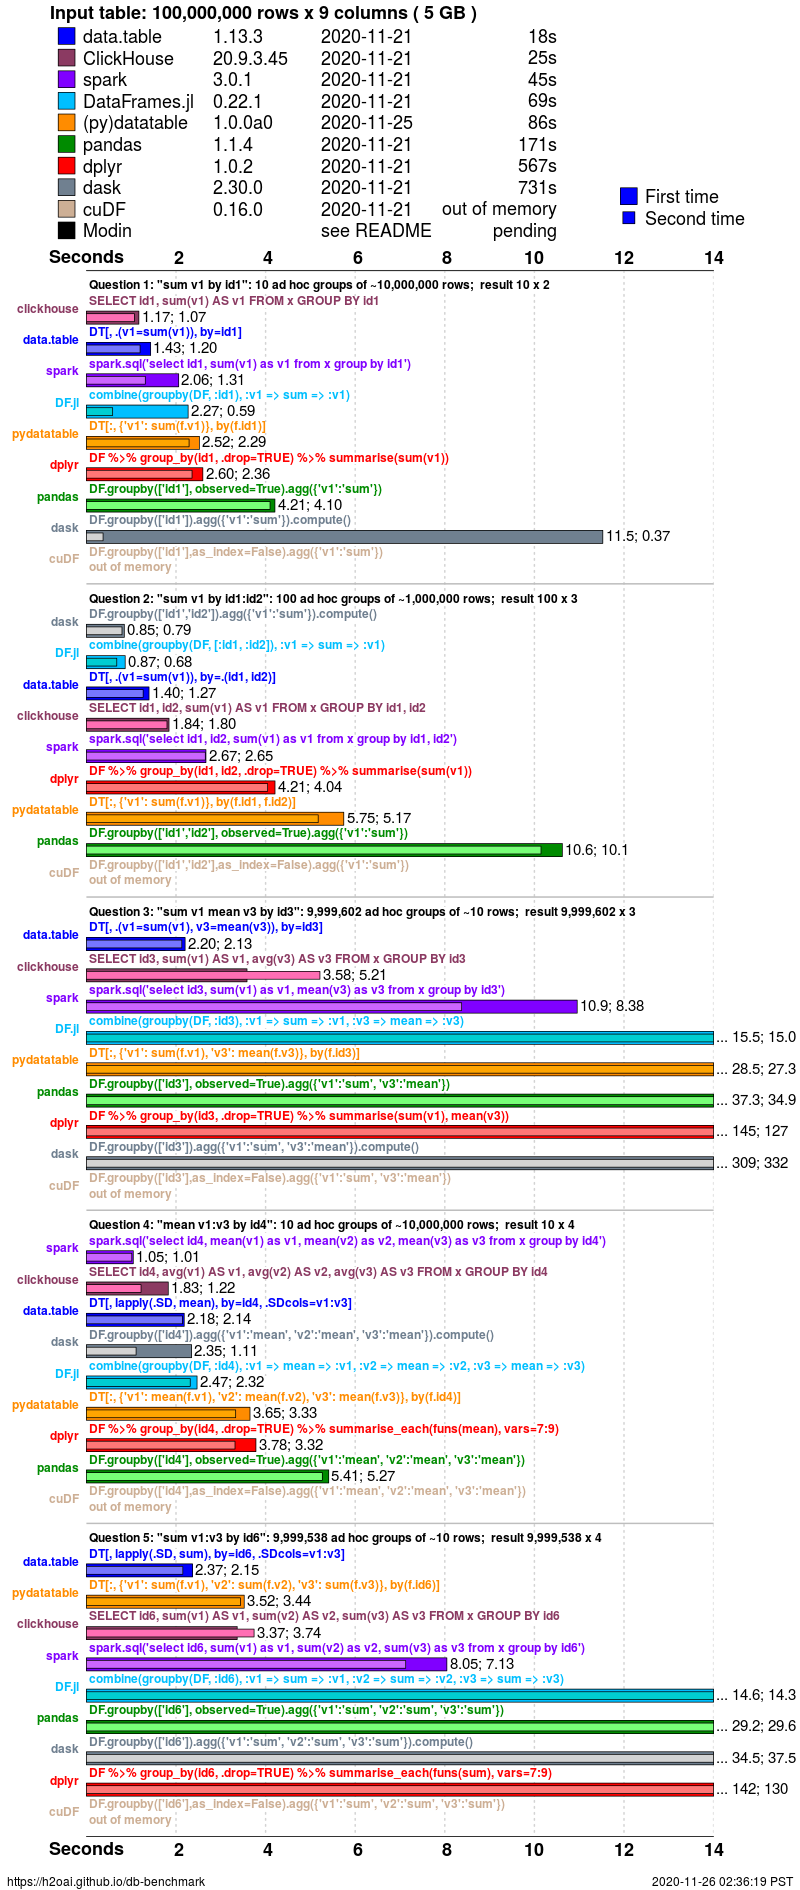 Input table: 100,000,000 rows x 9 columns ( 5 GB )
data.table 1.13.3 2020-11-21 18s
ClickHouse 20.9.3.45 2020-11-21 25s
spark 3.0.1 2020-11-21 45s
DataFrames.jl 0.22.1 2020-11-21 69s
(py)datatable 1.0.0a0 2020-11-25 86s
pandas 1.1.4 2020-11-21 171s
dplyr 1.0.2 2020-11-21 567s
dask 2.30.0 2020-11-21 731s
cuDF 0.16.0 2020-11-21 out of memory
Modin see README pending
First time
Second time
Seconds 2 4 6 8 10 12 14
Question 1: "sum v1 by id1": 10 ad hoc groups of ~10,000,000 rows; result 10 x 2
SELECT id1, sum(v1) AS v1 FROM x GROUP BY id1
clickhouse 1.17; 1.07
DT[, .(v1=sum(v1)), by=id1]
data.table 1.43; 1.20
spark.sql('select id1, sum(v1) as v1 from x group by id1')
spark 2.06; 1.31
combine(groupby(DF, :id1), :v1 => sum => :v1)
DF.jl 2.27; 0.59
DT[:, {'v1': sum(f.v1)}, by(f.id1)]
pydatatable 2.52; 2.29
DF %>% group_by(id1, .drop=TRUE) %>% summarise(sum(v1))
dplyr 2.60; 2.36
DF.groupby(['id1'], observed=True).agg({'v1':'sum'})
pandas 4.21; 4.10
DF.groupby(['id1']).agg({'v1':'sum'}).compute()
dask 11.5; 0.37
DF.groupby(['id1'],as_index=False).agg({'v1':'sum'})
cuDF out of memory
Question 2: "sum v1 by id1:id2": 100 ad hoc groups of ~1,000,000 rows; result 100 x 3
DF.groupby(['id1','id2']).agg({'v1':'sum'}).compute()
dask 0.85; 0.79
combine(groupby(DF, [:id1, :id2]), :v1 => sum => :v1)
DF.jl 0.87; 0.68
DT[, .(v1=sum(v1)), by=.(id1, id2)]
data.table 1.40; 1.27
SELECT id1, id2, sum(v1) AS v1 FROM x GROUP BY id1, id2
clickhouse 1.84; 1.80
spark.sql('select id1, id2, sum(v1) as v1 from x group by id1, id2')
spark 2.67; 2.65
DF %>% group_by(id1, id2, .drop=TRUE) %>% summarise(sum(v1))
dplyr 4.21; 4.04
DT[:, {'v1': sum(f.v1)}, by(f.id1, f.id2)]
pydatatable 5.75; 5.17
DF.groupby(['id1','id2'], observed=True).agg({'v1':'sum'})
pandas 10.6; 10.1
DF.groupby(['id1','id2'],as_index=False).agg({'v1':'sum'})
cuDF out of memory
Question 3: "sum v1 mean v3 by id3": 9,999,602 ad hoc groups of ~10 rows; result 9,999,602 x 3
DT[, .(v1=sum(v1), v3=mean(v3)), by=id3]
data.table 2.20; 2.13
SELECT id3, sum(v1) AS v1, avg(v3) AS v3 FROM x GROUP BY id3
clickhouse 3.58; 5.21
spark.sql('select id3, sum(v1) as v1, mean(v3) as v3 from x group by id3')
spark 10.9; 8.38
combine(groupby(DF, :id3), :v1 => sum => :v1, :v3 => mean => :v3)
DF.jl ... 15.5; 15.0
DT[:, {'v1': sum(f.v1), 'v3': mean(f.v3)}, by(f.id3)]
pydatatable ... 28.5; 27.3
DF.groupby(['id3'], observed=True).agg({'v1':'sum', 'v3':'mean'})
pandas ... 37.3; 34.9
DF %>% group_by(id3, .drop=TRUE) %>% summarise(sum(v1), mean(v3))
dplyr ... 145; 127
DF.groupby(['id3']).agg({'v1':'sum', 'v3':'mean'}).compute()
dask ... 309; 332
DF.groupby(['id3'],as_index=False).agg({'v1':'sum', 'v3':'mean'})
cuDF out of memory
Question 4: "mean v1:v3 by id4": 10 ad hoc groups of ~10,000,000 rows; result 10 x 4
spark.sql('select id4, mean(v1) as v1, mean(v2) as v2, mean(v3) as v3 from x group by id4')
spark 1.05; 1.01
SELECT id4, avg(v1) AS v1, avg(v2) AS v2, avg(v3) AS v3 FROM x GROUP BY id4
clickhouse 1.83; 1.22
DT[, lapply(.SD, mean), by=id4, .SDcols=v1:v3]
data.table 2.18; 2.14
DF.groupby(['id4']).agg({'v1':'mean', 'v2':'mean', 'v3':'mean'}).compute()
dask 2.35; 1.11
combine(groupby(DF, :id4), :v1 => mean => :v1, :v2 => mean => :v2, :v3 => mean => :v3)
DF.jl 2.47; 2.32
DT[:, {'v1': mean(f.v1), 'v2': mean(f.v2), 'v3': mean(f.v3)}, by(f.id4)]
pydatatable 3.65; 3.33
DF %>% group_by(id4, .drop=TRUE) %>% summarise_each(funs(mean), vars=7:9)
dplyr 3.78; 3.32
DF.groupby(['id4'], observed=True).agg({'v1':'mean', 'v2':'mean', 'v3':'mean'})
pandas 5.41; 5.27
DF.groupby(['id4'],as_index=False).agg({'v1':'mean', 'v2':'mean', 'v3':'mean'})
cuDF out of memory
Question 5: "sum v1:v3 by id6": 9,999,538 ad hoc groups of ~10 rows; result 9,999,538 x 4
DT[, lapply(.SD, sum), by=id6, .SDcols=v1:v3]
data.table 2.37; 2.15
DT[:, {'v1': sum(f.v1), 'v2': sum(f.v2), 'v3': sum(f.v3)}, by(f.id6)]
pydatatable 3.52; 3.44
SELECT id6, sum(v1) AS v1, sum(v2) AS v2, sum(v3) AS v3 FROM x GROUP BY id6
clickhouse 3.37; 3.74
spark.sql('select id6, sum(v1) as v1, sum(v2) as v2, sum(v3) as v3 from x group by id6')
spark 8.05; 7.13
combine(groupby(DF, :id6), :v1 => sum => :v1, :v2 => sum => :v2, :v3 => sum => :v3)
DF.jl ... 14.6; 14.3
DF.groupby(['id6'], observed=True).agg({'v1':'sum', 'v2':'sum', 'v3':'sum'})
pandas ... 29.2; 29.6
DF.groupby(['id6']).agg({'v1':'sum', 'v2':'sum', 'v3':'sum'}).compute()
dask ... 34.5; 37.5
DF %>% group_by(id6, .drop=TRUE) %>% summarise_each(funs(sum), vars=7:9)
dplyr ... 142; 130
DF.groupby(['id6'],as_index=False).agg({'v1':'sum', 'v2':'sum', 'v3':'sum'})
cuDF out of memory
Seconds 2 4 6 8 10 12 14
https://h2oai.github.io/db-benchmark 2020-11-26 02:36:19 PST